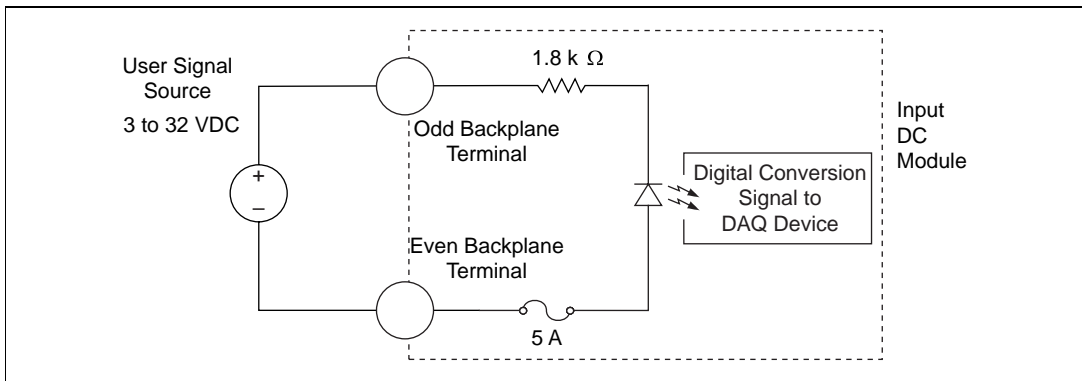 User Signal
Source
3 to 32 VDC
+
–
1.8 k Ω
Odd Backplane
Terminal
Even Backplane
Terminal
5 A
Digital Conversion
Signal to
DAQ Device
Input
DC
Module